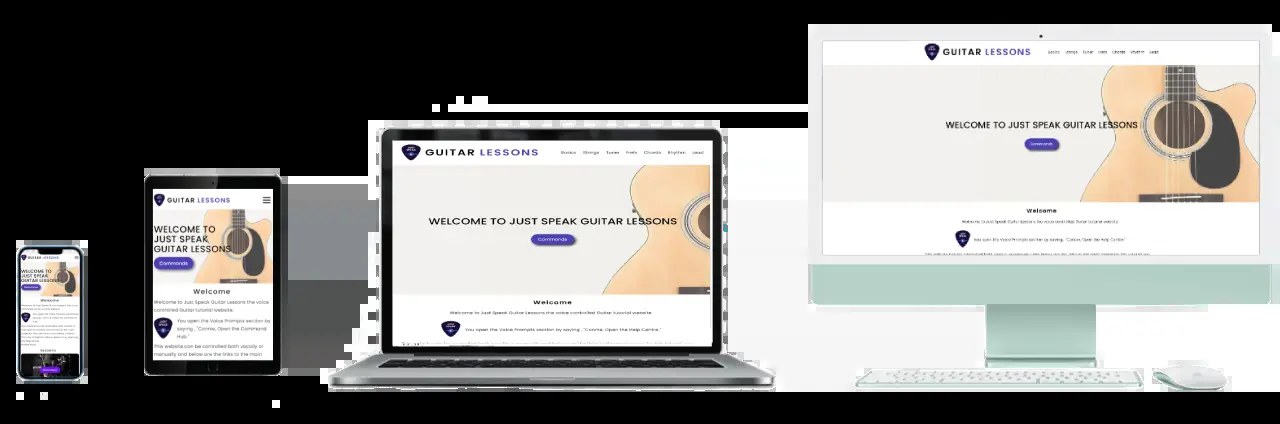 GUITAR LESSONS
WELCOME TO
JUST SPEAK
GUITAR LESSONS
Commands
Welcome
GUITAR LESSONS
WELCOME TO
JUST SPEAK
GUITAR LESSONS
Commands
Welcome
Welcome to Just Speak Guitar Lessons the voice
controlled Guitar tutorial website.
You open the Voice Prompts section by
saying , "Connie, Open the Command
Hub."
This website can be controlled both vocally or
manually and below are the links to the main
GUITAR LESSONS
Basics Strings Tuner Frets Chords Rhythm Lead
WELCOME TO JUST SPEAK GUITAR LESSONS
Commands
Welcome
Welcome to Just Speak Guitar Lessons the voice controlled Guitar tutorial website.
You open the Voice Prompts section by saying , "Connie, Open the Help Centre."
GUITAR LESSONS
Basics Strings Tuner Frets Chords Rhythm Lead
WELCOME TO JUST SPEAK GUITAR LESSONS
Commands
Welcome
Welcome to Just Speak Guitar Lessons the voice controlled Guitar tutorial website.
You open the Voice Prompts section by saying, "Connie, Open the Help Centre."